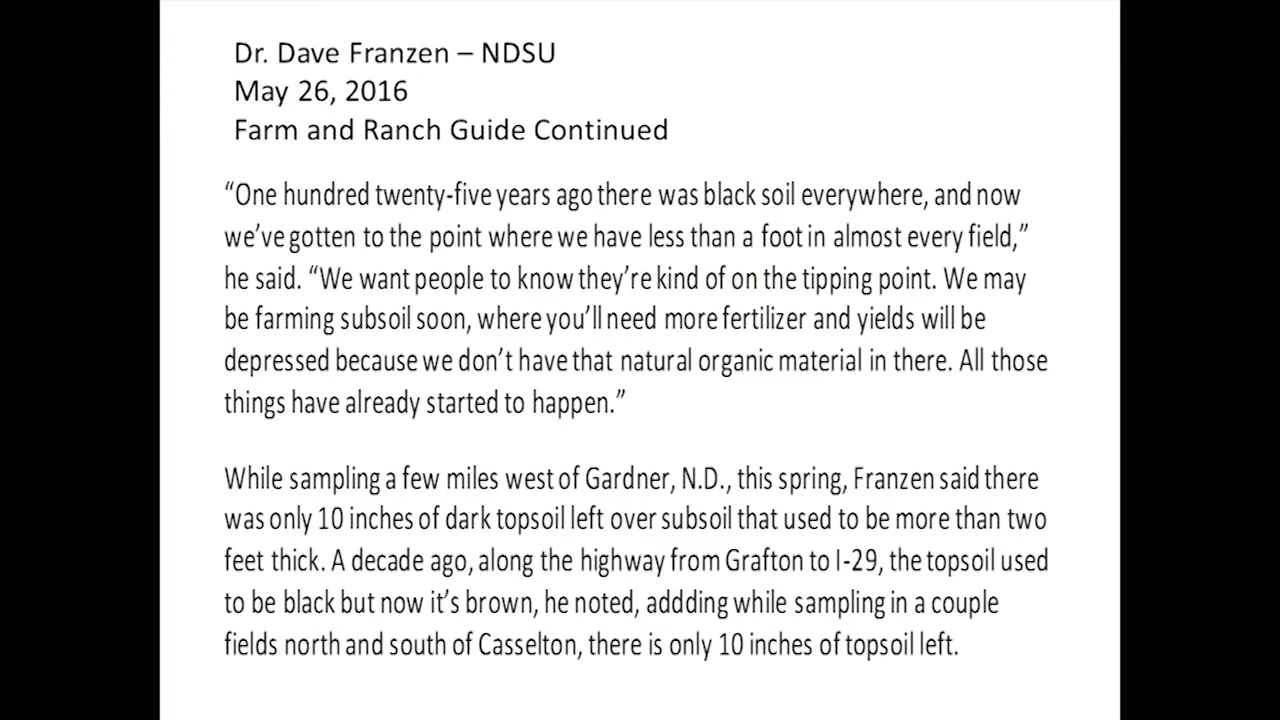 Dr. Dave Franzen – NDSU
May 26, 2016
Farm and Ranch Guide Continued
“One hundred twenty-five years ago there was black soil everywhere, and now
we’ve gotten to the point where we have less than a foot in almost every field,”
he said. “We want people to know they’re kind of on the tipping point. We may
be farming subsoil soon, where you’ll need more fertilizer and yields will be
depressed because we don’t have that natural organic material in there. All those
things have already started to happen.”
While sampling a few miles west of Gardner, N.D., this spring, Franzen said there
was only 10 inches of dark topsoil left over subsoil that used to be more than two
feet thick. A decade ago, along the highway from Grafton to I-29, the topsoil used
to be black but now it’s brown, he noted, addding while sampling in a couple
fields north and south of Casselton, there is only 10 inches of topsoil left.